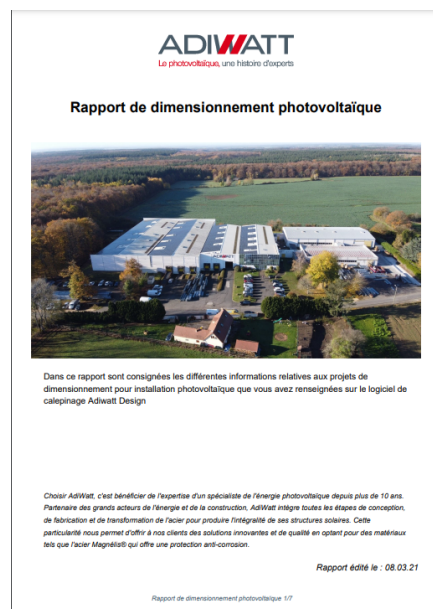 ADIWATT
Le photovoltaïque, une histoire d'experts
Rapport de dimensionnement photovoltaïque
Dans ce rapport sont consignées les différentes informations relatives aux projets de
dimensionnement pour installation photovoltaïque que vous avez renseignées sur le logiciel de
calepinage Adiwatt Design
Choisir AdiWatt, c'est bénéficier de l'expertise d'un spécialiste de l'énergie photovoltaïque depuis plus de 10 ans.
Partenaire des grands acteurs de l'énergie et de la construction, AdiWatt intègre toutes les étapes de conception,
de fabrication et de transformation de l'acier pour produire l'intégralité de ses structures solaires. Cette
particularité nous permet d'offrir à nos clients des solutions innovantes et de qualité en optant pour des matériaux
tels que l'acier Magnélis® qui offre une protection anti-corrosion.
Rapport édité le : 08.03.21
Rapport de dimensionnement photovoltaïque 1/7